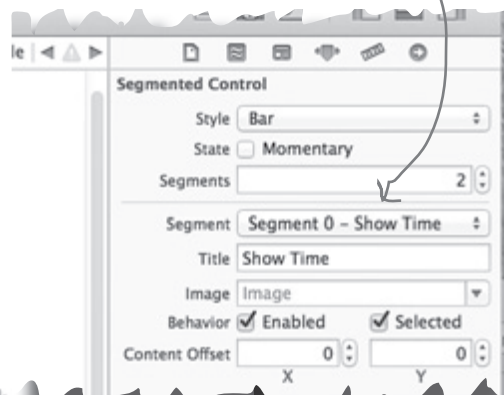 le
Segmented Control
Style Bar
State Momentary
Segments 2
Segment Segment 0 – Show Time
Title Show Time
Image Image
Behavior Enabled Selected
Content Offset 0 0
X Y